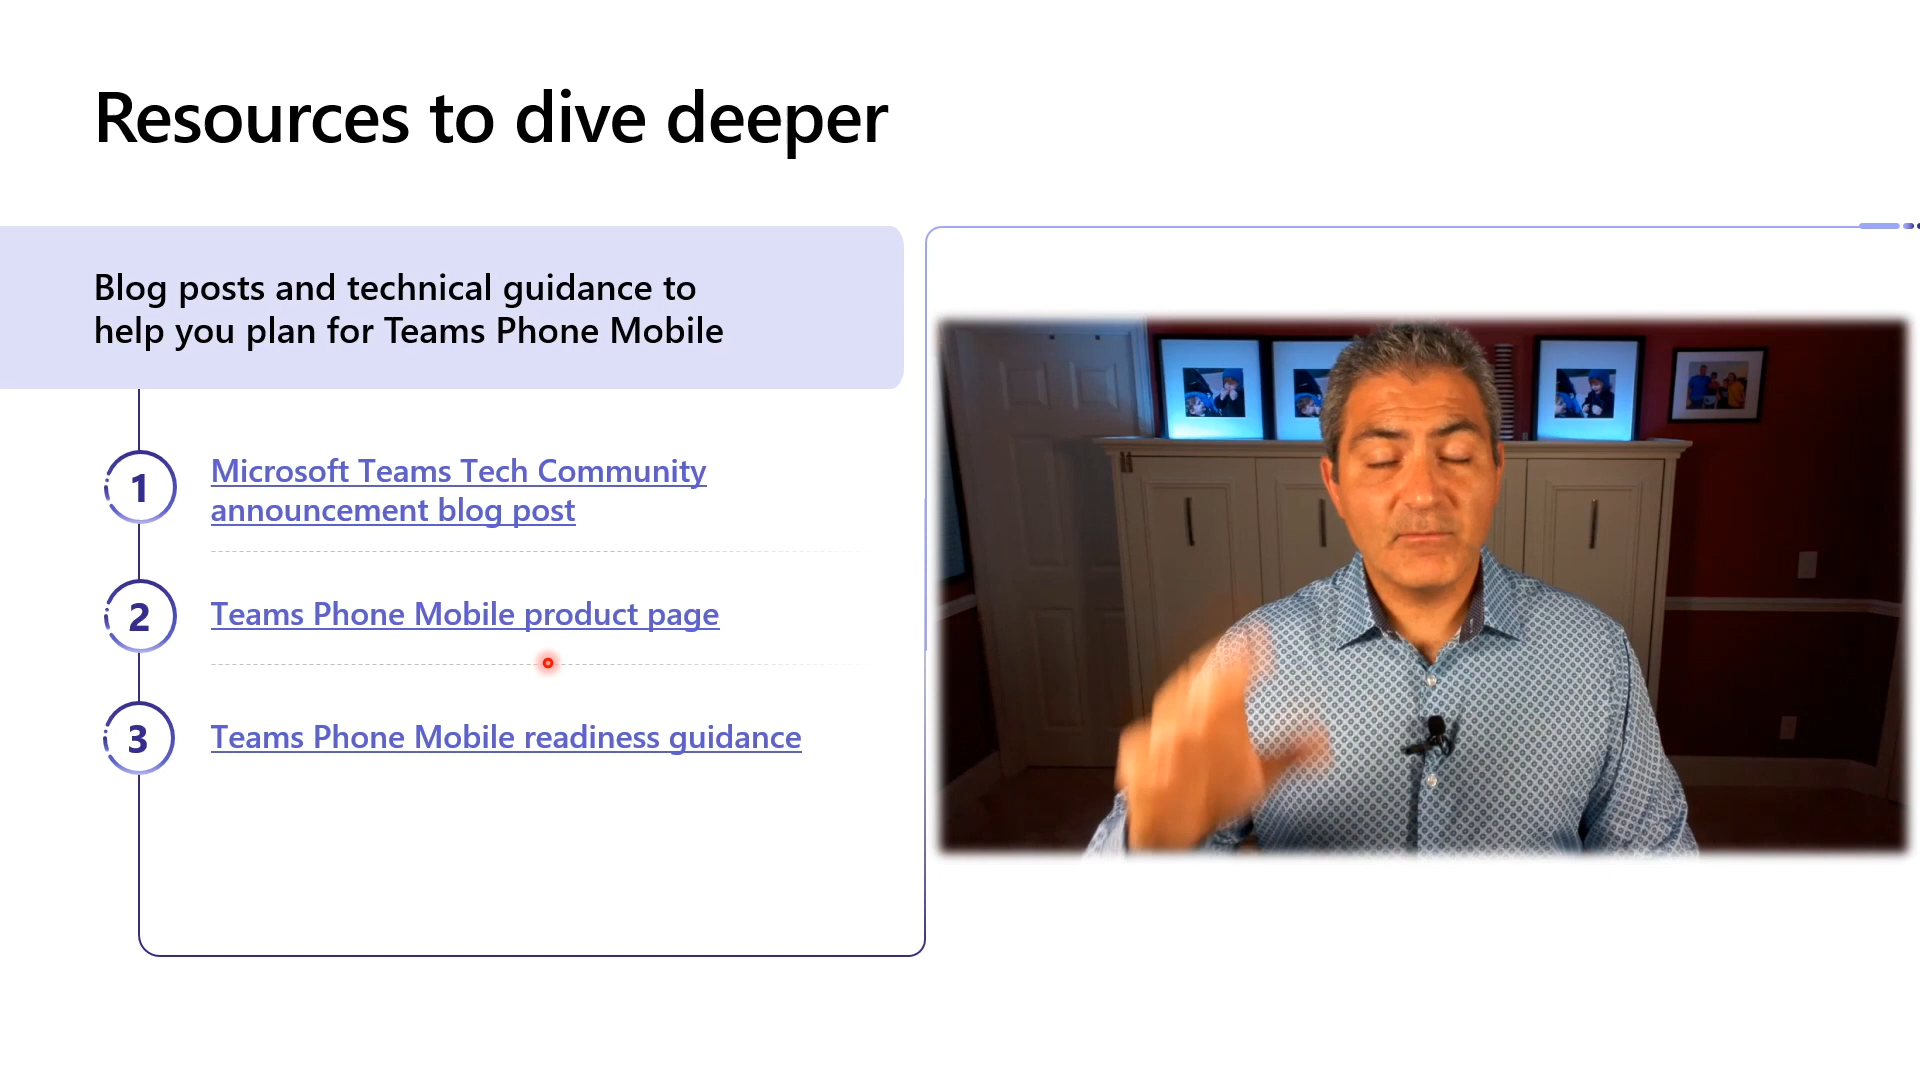 Resources to dive deeper
Blog posts and technical guidance to
help you plan for Teams Phone Mobile
1
Microsoft Teams Tech Community
announcement blog post
2
Teams Phone Mobile product page
3
Teams Phone Mobile readiness guidance